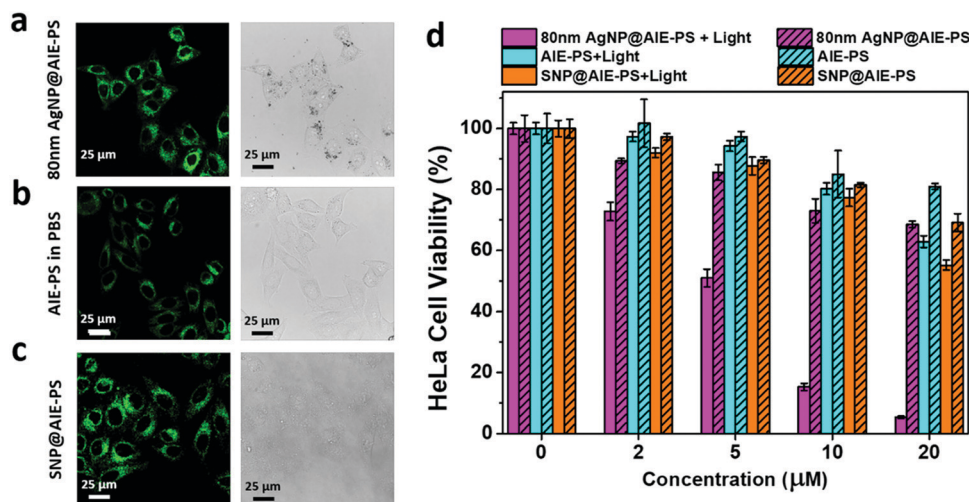 a
80nm AgNP@AIE-PS
25 µm
25 µm
b
AIE-PS in PBS
25 µm
25 µm
c
SNP@AIE-PS
25 µm
25 µm
d
80nm AgNP@AIE-PS + Light
80nm AgNP@AIE-PS
AIE-PS+Light
AIE-PS
SNP@AIE-PS+Light
SNP@AIE-PS
HeLa Cell Viability (%)
100
80
60
40
20
0
0 2 5 10 20
Concentration (µM)